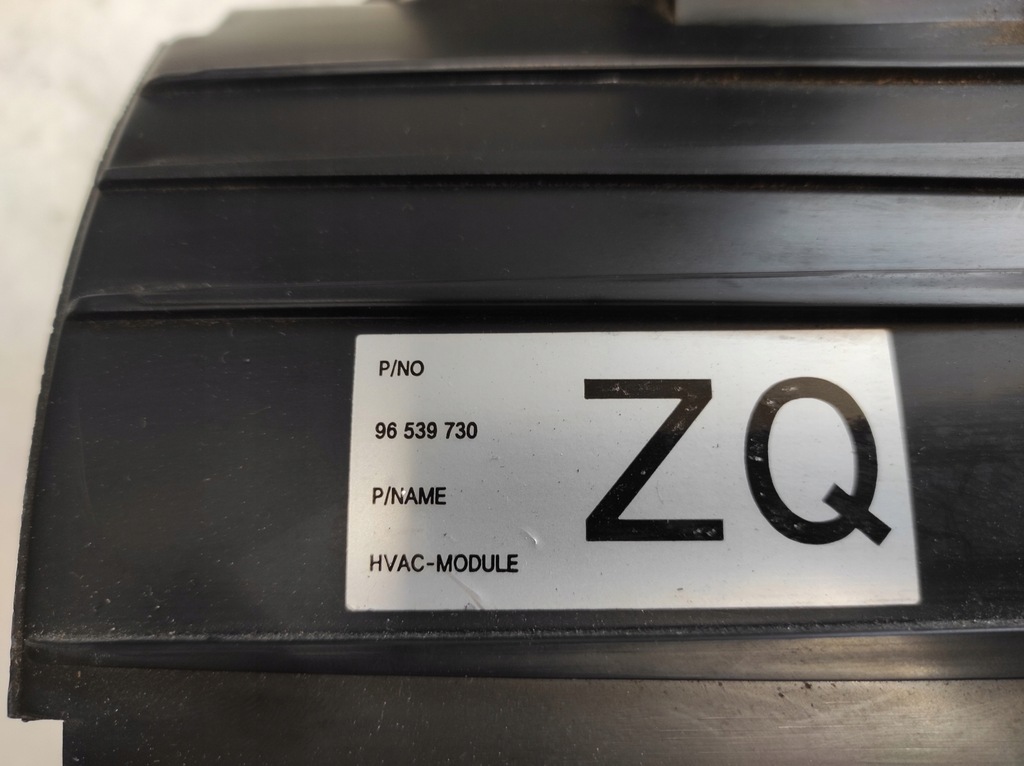 P/NO
96 539 730
P/NAME
HVAC-MODULE
ZQ